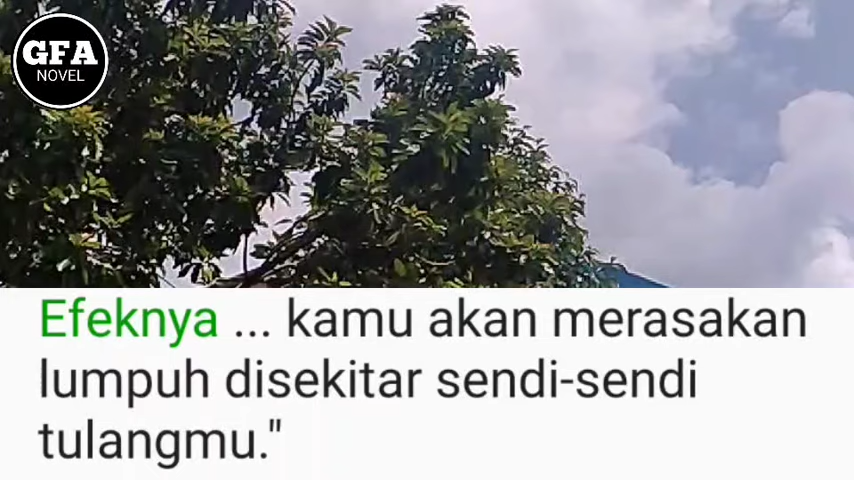 GFA
NOVEL
Efeknya ... kamu akan merasakan
lumpuh disekitar sendi-sendi
tulangmu."